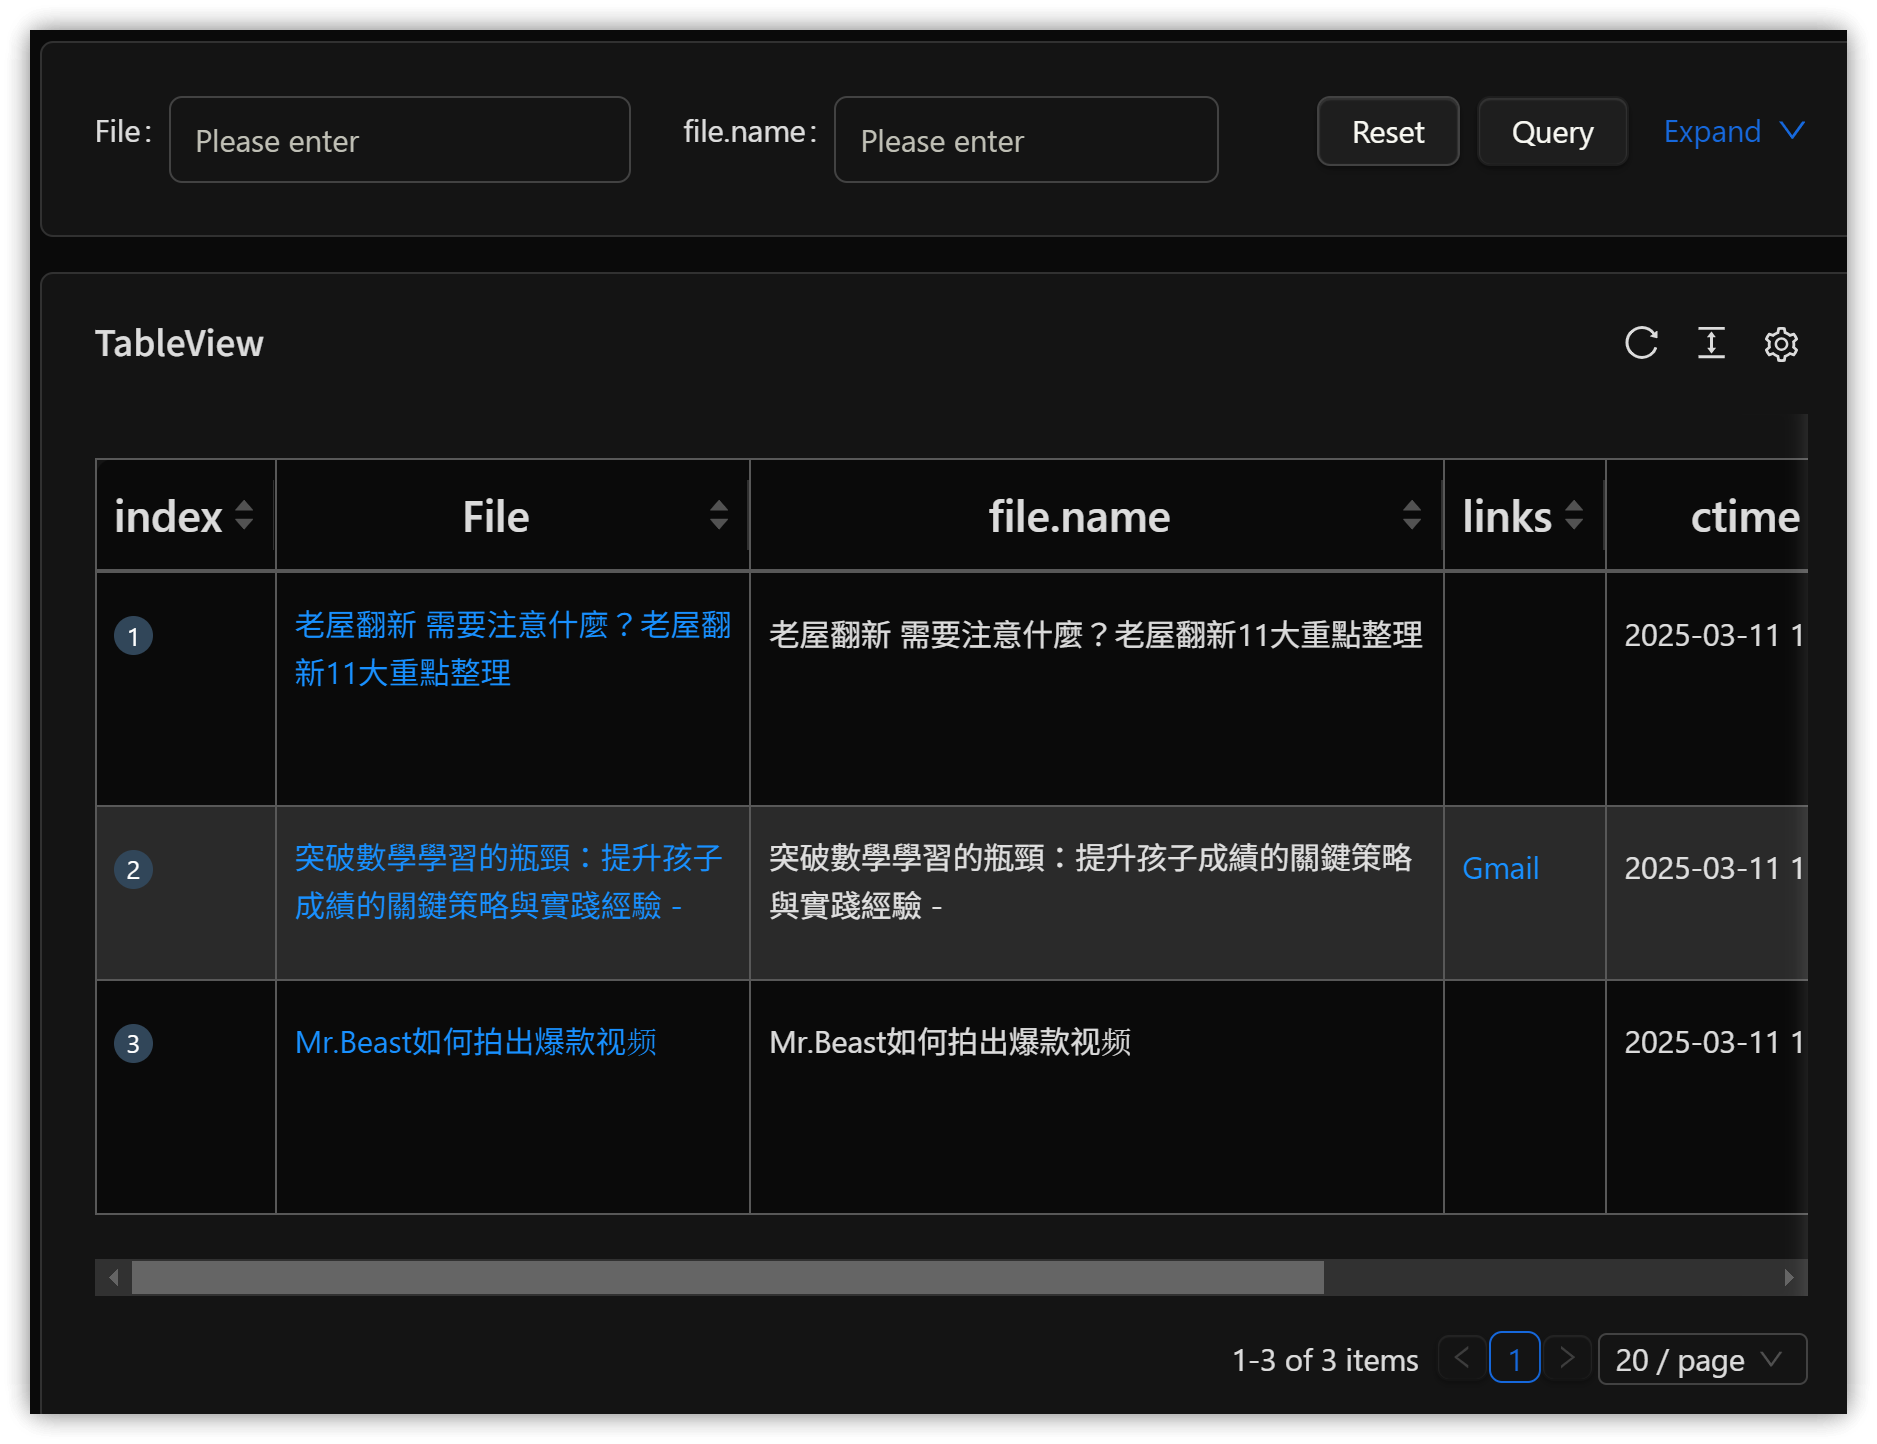 File:
Please enter
file.name:
Please enter
Reset
Query
Expand
TableView
index
File
file.name
links
ctime
1
老屋翻新 需要注意什麼？老屋翻
新11大重點整理
老屋翻新 需要注意什麼？老屋翻新11大重點整理
2025-03-11 1
2
突破數學學習的瓶頸：提升孩子
成績的關鍵策略與實踐經驗 -
突破數學學習的瓶頸：提升孩子成績的關鍵策略
與實踐經驗 -
Gmail
2025-03-11 1
3
Mr.Beast如何拍出爆款视频
Mr.Beast如何拍出爆款视频
2025-03-11 1
1-3 of 3 items
1
20 / page